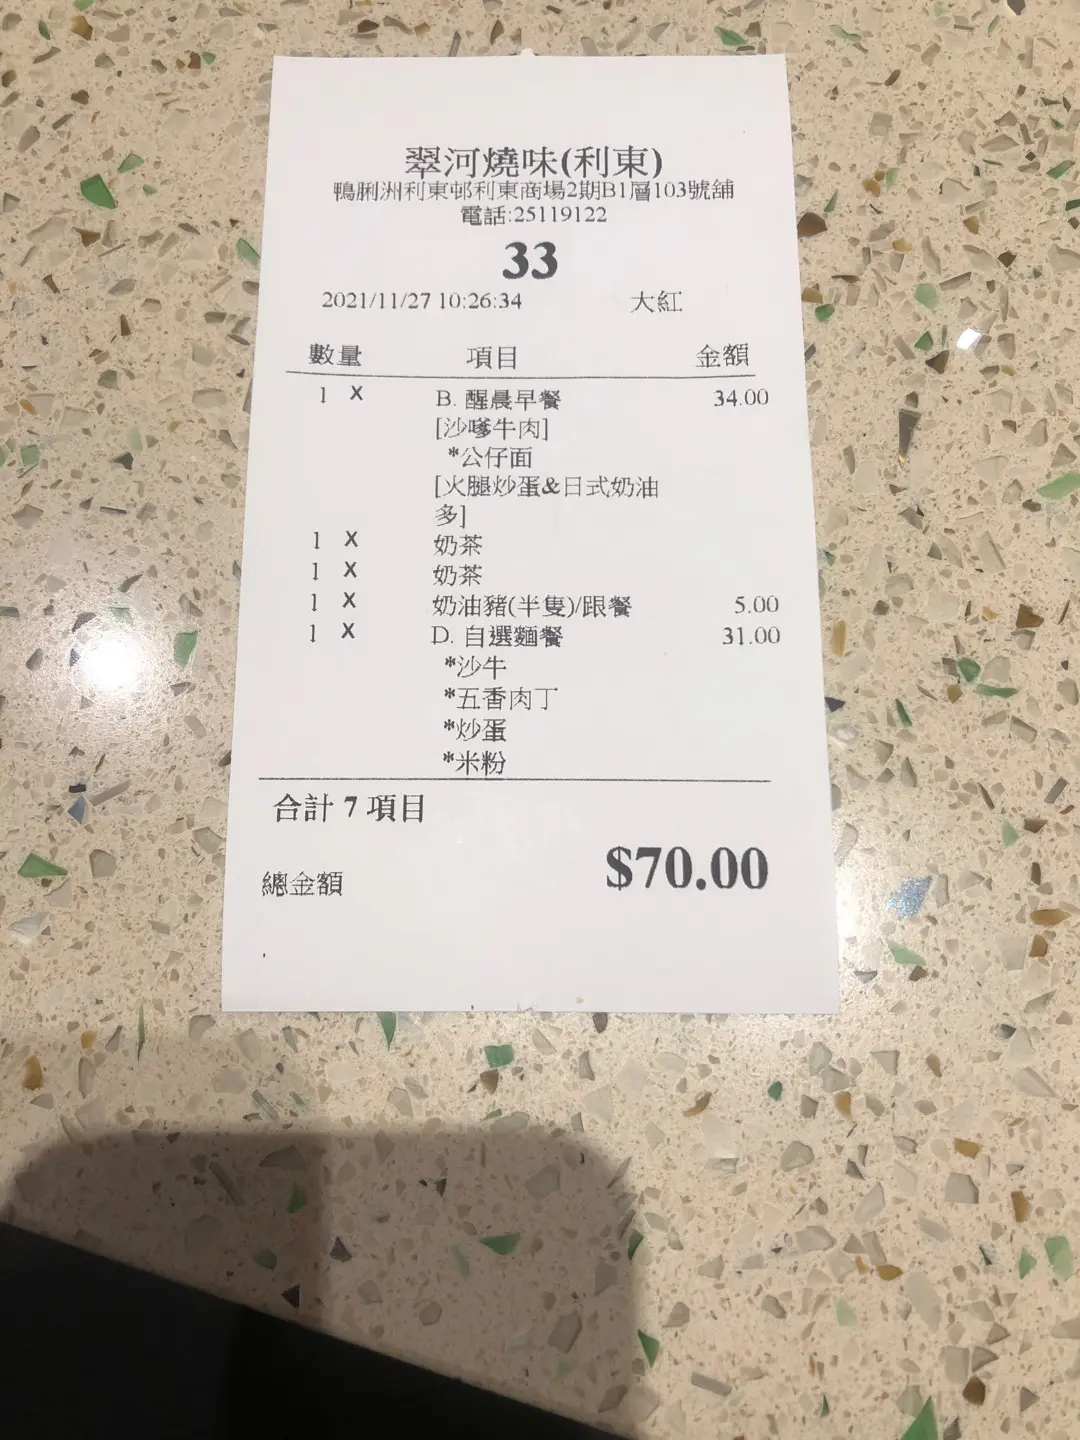 翠河燒味(利東)
鴨脷洲利東邨利東商場2期B1層103號舖
電話:25119122
33
2021/11/27 10:26:34 大紅
數量 項目 金額
1 X B. 醒晨早餐 34.00
[沙嗲牛肉]
*公仔面
[火腿炒蛋&日式奶油
多]
1 X 奶茶
1 X 奶茶
1 X 奶油豬(半隻)/跟餐 5.00
1 X D. 自選麵餐 31.00
*沙牛
*五香肉丁
*炒蛋
*米粉
合計 7 項目
總金額 $70.00